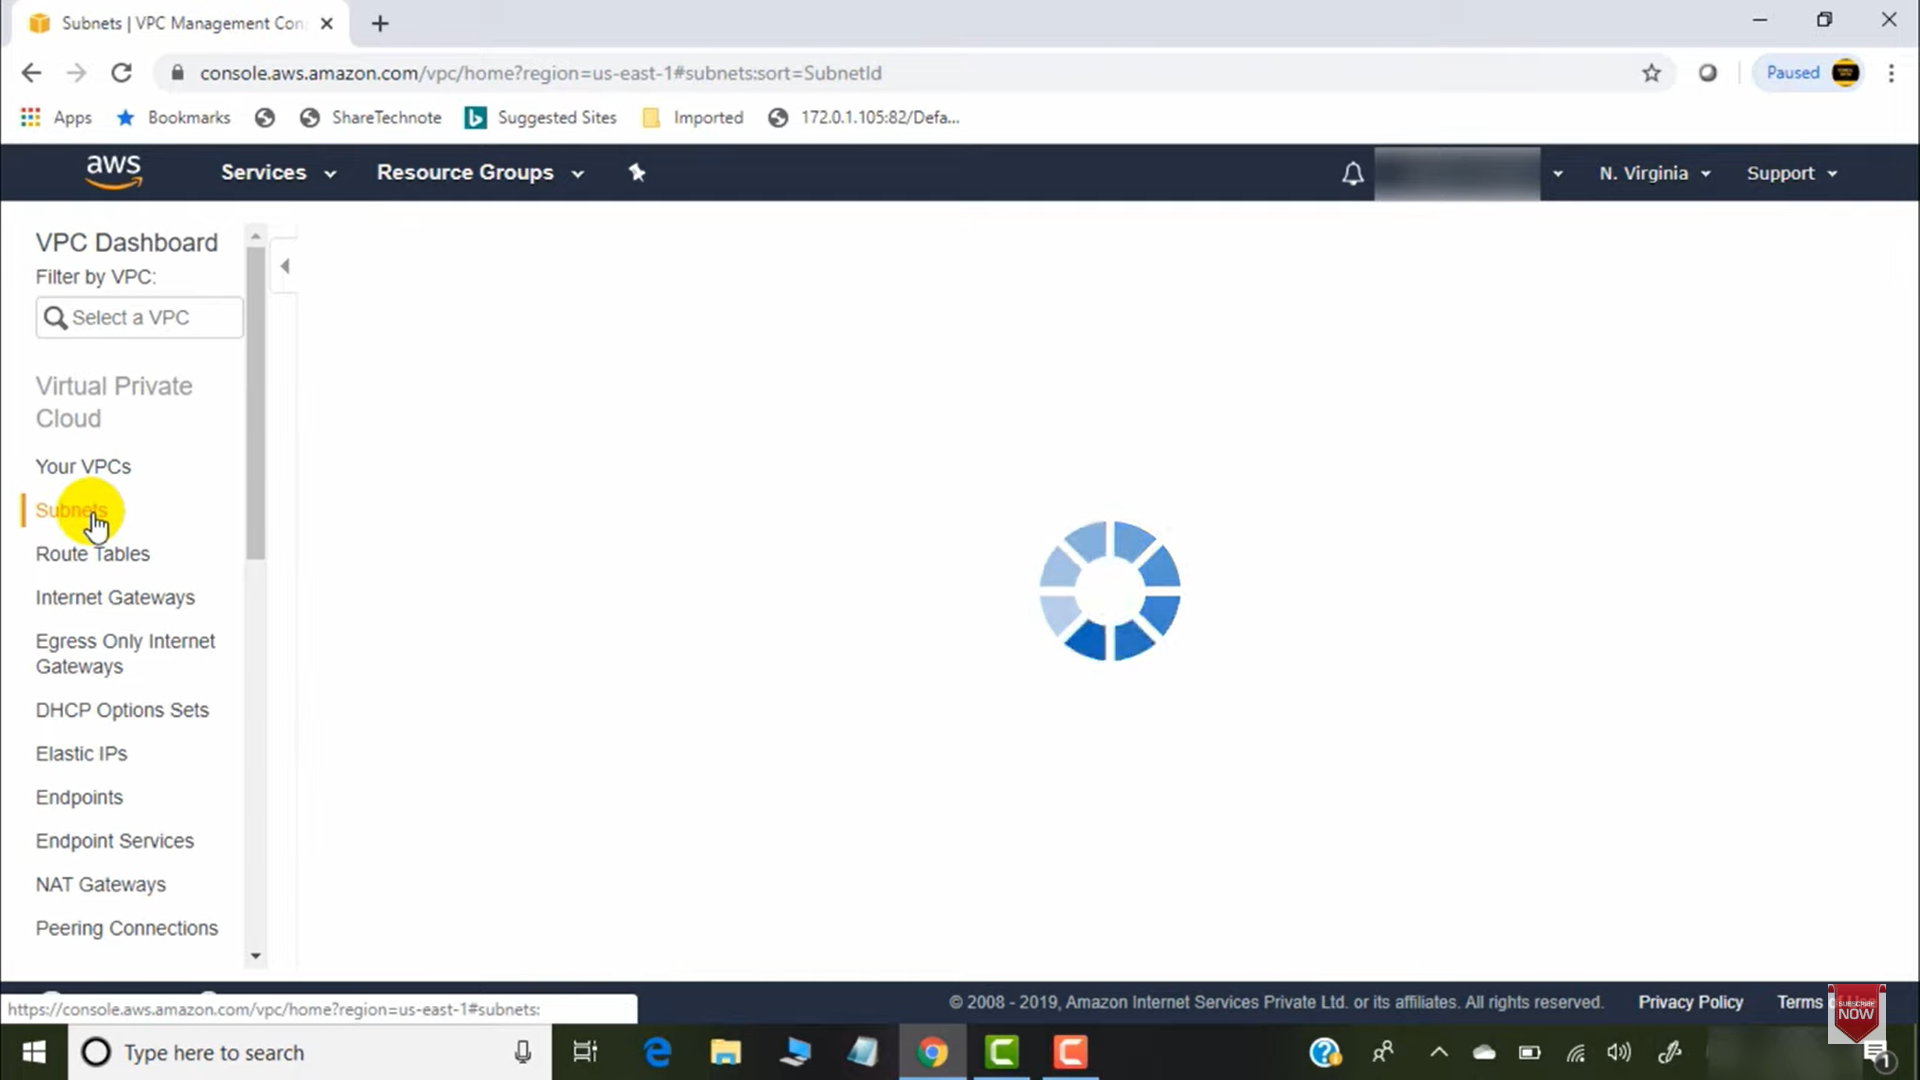 Subnets | VPC Management Con
console.aws.amazon.com/vpc/home?region=us-east-1#subnets:sort=SubnetId
Paused
Apps
Bookmarks
ShareTechnote
Suggested Sites
Imported
172.0.1.105:82/Defa...
aws
Services
Resource Groups
N. Virginia
Support
VPC Dashboard
Filter by VPC:
Select a VPC
Virtual Private
Cloud
Your VPCs
Subnets
Route Tables
Internet Gateways
Egress Only Internet
Gateways
DHCP Options Sets
Elastic IPs
Endpoints
Endpoint Services
NAT Gateways
Peering Connections
https://console.aws.amazon.com/vpc/home?region=us-east-1#subnets:
© 2008 - 2019, Amazon Internet Services Private Ltd. or its affiliates. All rights reserved.
Privacy Policy
Terms
SUBSCRIBE
NOW
Type here to search
1